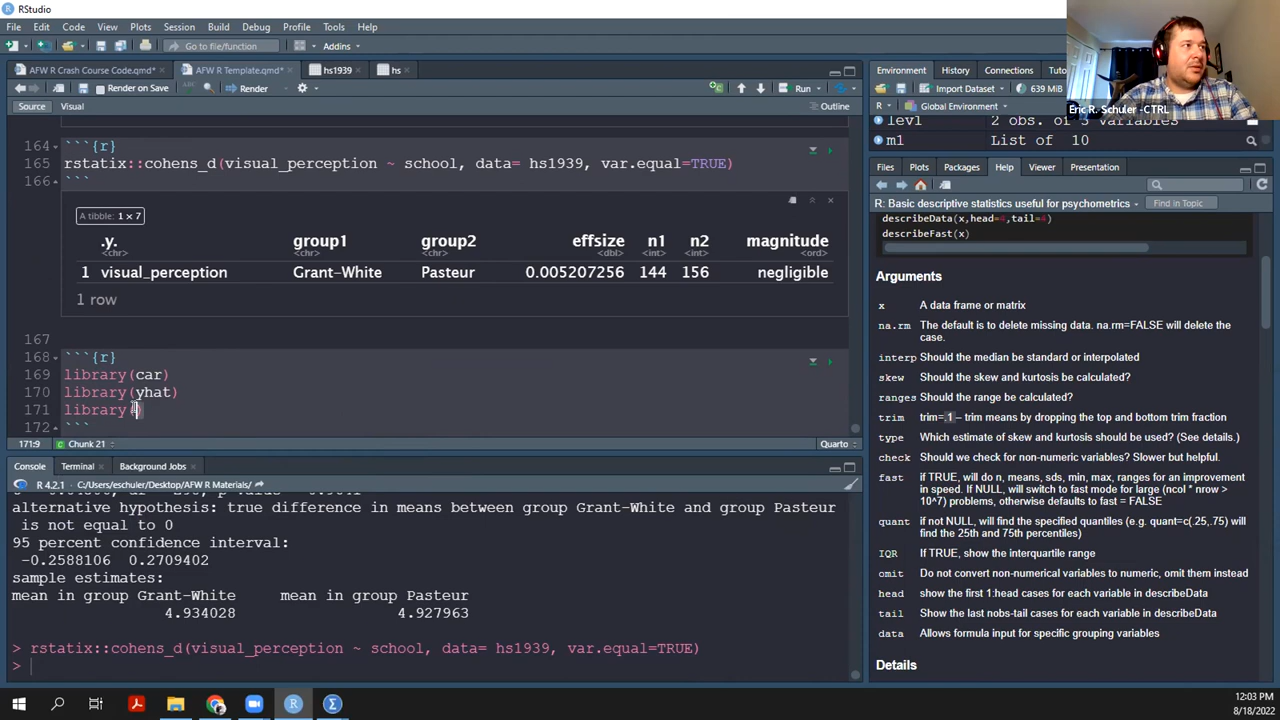 RStudio
File Edit Code View Plots Session Build Debug Profile Tools Help
Go to file/function Addins
AFW R Crash Course Code.qmd* AFW R Template.qmd* hs1939 hs
Render on Save Render Run
Source Visual Outline
164 ```{r}
165 rstatix::cohens_d(visual_perception ~ school, data= hs1939, var.equal=TRUE)
166 ```
A tibble: 1 × 7
.y. group1 group2 effsize n1 n2 magnitude
<chr> <chr> <chr> <dbl> <int> <int> <ord>
1 visual_perception Grant-White Pasteur 0.005207256 144 156 negligible
1 row
167
168 ```{r}
169 library(car)
170 library(yhat)
171 library()
172 ```
171:9 Chunk 21 Quarto
Console Terminal Background Jobs
R 4.2.1 · C:/Users/eschuler/Desktop/AFW R Materials/
alternative hypothesis: true difference in means between group Grant-White and group Pasteur
is not equal to 0
95 percent confidence interval:
-0.2588106 0.2709402
sample estimates:
mean in group Grant-White mean in group Pasteur
4.934028 4.927963
> rstatix::cohens_d(visual_perception ~ school, data= hs1939, var.equal=TRUE)
>
Environment History Connections Tuto
Import Dataset 639 MiB
R Global Environment
Eric R. Schuler -CTRL
lev1 2 obs. of 3 variables
m1 List of 10
Files Plots Packages Help Viewer Presentation
R: Basic descriptive statistics useful for psychometrics Find in Topic
describeData(x,head=4,tail=4)
describeFast(x)
Arguments
x A data frame or matrix
na.rm The default is to delete missing data. na.rm=FALSE will delete the
case.
interp Should the median be standard or interpolated
skew Should the skew and kurtosis be calculated?
ranges Should the range be calculated?
trim trim=.1 – trim means by dropping the top and bottom trim fraction
type Which estimate of skew and kurtosis should be used? (See details.)
check Should we check for non-numeric variables? Slower but helpful.
fast if TRUE, will do n, means, sds, min, max, ranges for an improvement
in speed. If NULL, will switch to fast mode for large (ncol * nrow >
10^7) problems, otherwise defaults to fast = FALSE
quant if not NULL, will find the specified quantiles (e.g. quant=c(.25,.75) will
find the 25th and 75th percentiles)
IQR If TRUE, show the interquartile range
omit Do not convert non-numerical variables to numeric, omit them instead
head show the first 1:head cases for each variable in describeData
tail Show the last nobs-tail cases for each variable in describeData
data Allows formula input for specific grouping variables
Details
12:03 PM
8/18/2022